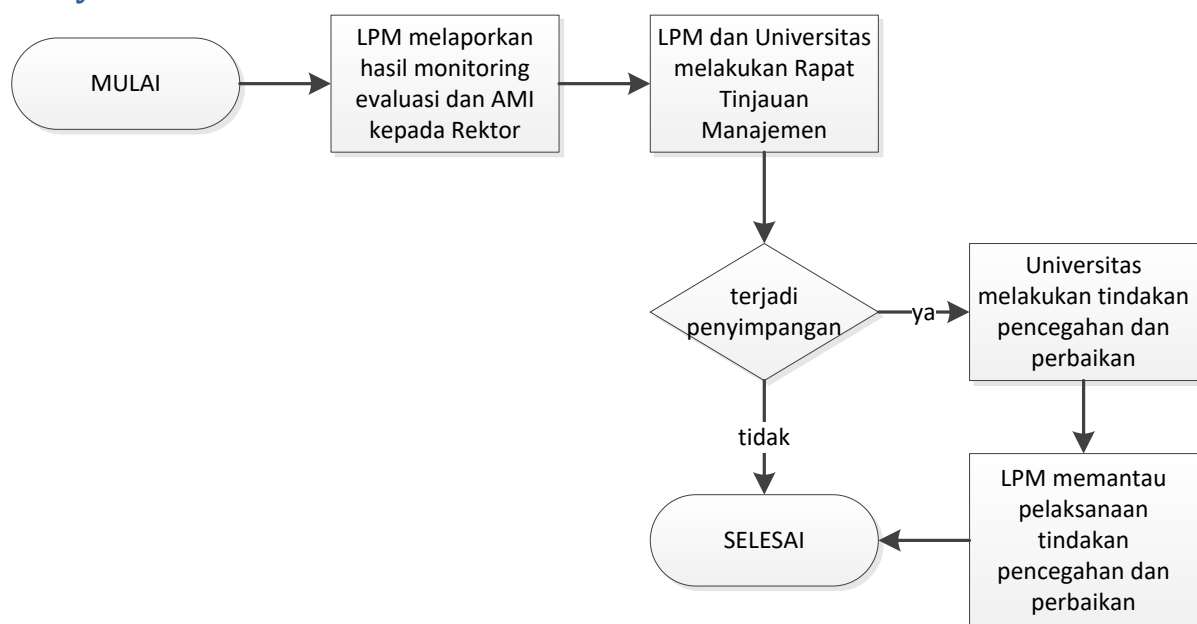 MULAI
LPM melaporkan
hasil monitoring
evaluasi dan AMI
kepada Rektor
LPM dan Universitas
melakukan Rapat
Tinjauan
Manajemen
terjadi
penyimpangan
ya
Universitas
melakukan tindakan
pencegahan dan
perbaikan
tidak
LPM memantau
pelaksanaan
tindakan
pencegahan dan
perbaikan
SELESAI